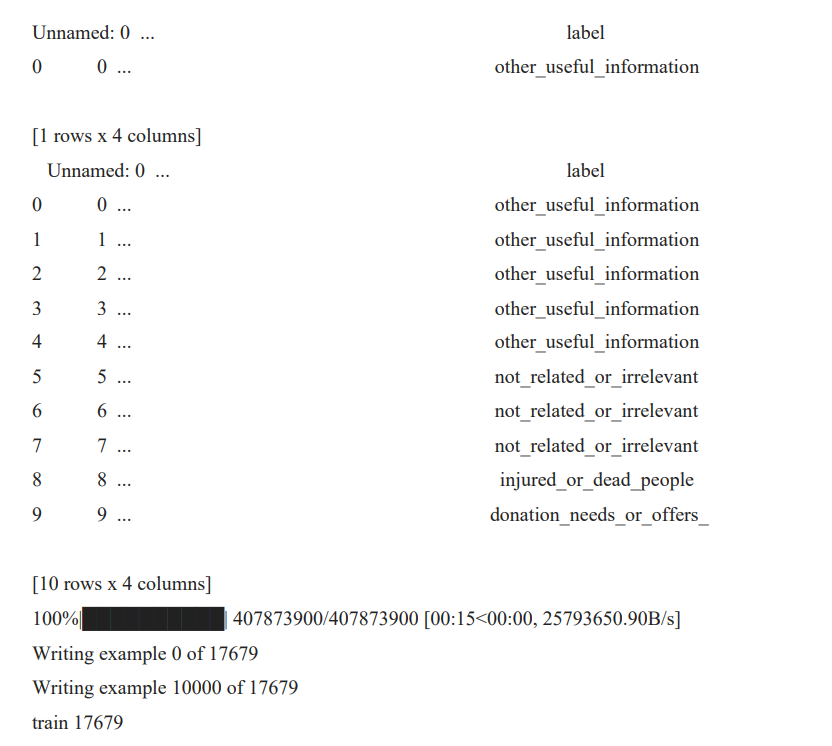 Unnamed: 0 ... label
0 0 ... other_useful_information
[1 rows x 4 columns]
Unnamed: 0 ... label
0 0 ... other_useful_information
1 1 ... other_useful_information
2 2 ... other_useful_information
3 3 ... other_useful_information
4 4 ... other_useful_information
5 5 ... not_related_or_irrelevant
6 6 ... not_related_or_irrelevant
7 7 ... not_related_or_irrelevant
8 8 ... injured_or_dead_people
9 9 ... donation_needs_or_offers_
[10 rows x 4 columns]
100%|██████████| 407873900/407873900 [00:15<00:00, 25793650.90B/s]
Writing example 0 of 17679
Writing example 10000 of 17679
train 17679